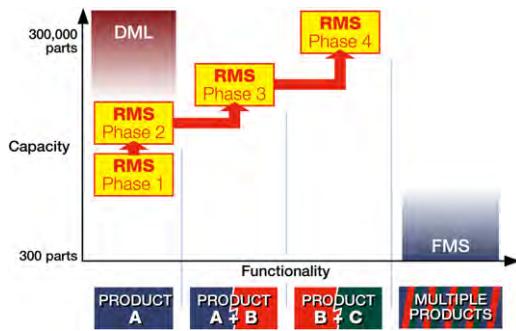 300,000
parts
DML
RMS
Phase 4
RMS
Phase 3
RMS
Phase 2
Capacity
RMS
Phase 1
FMS
300 parts
Functionality
PRODUCT
A
PRODUCT
A + B
PRODUCT
B + C
MULTIPLE
PRODUCTS